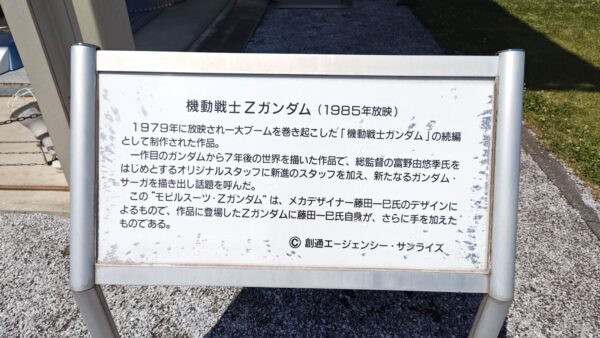 機動戦士Zガンダム（1985年放映）
1979年に放映され一大ブームを巻き起こした「機動戦士ガンダム」の続編
として制作された作品。
一作目のガンダムから7年後の世界を描いた作品で、総監督の富野由悠季氏を
はじめとするオリジナルスタッフに新進のスタッフを加え、新たなるガンダム・
サーガを描き出し話題を呼んだ。
この“モビルスーツ・Zガンダム”は、メカデザイナー藤田一巳氏のデザインに
よるもので、作品に登場したZガンダムに藤田一巳氏自身が、さらに手を加えた
ものである。
© 創通エージェンシー・サンライズ